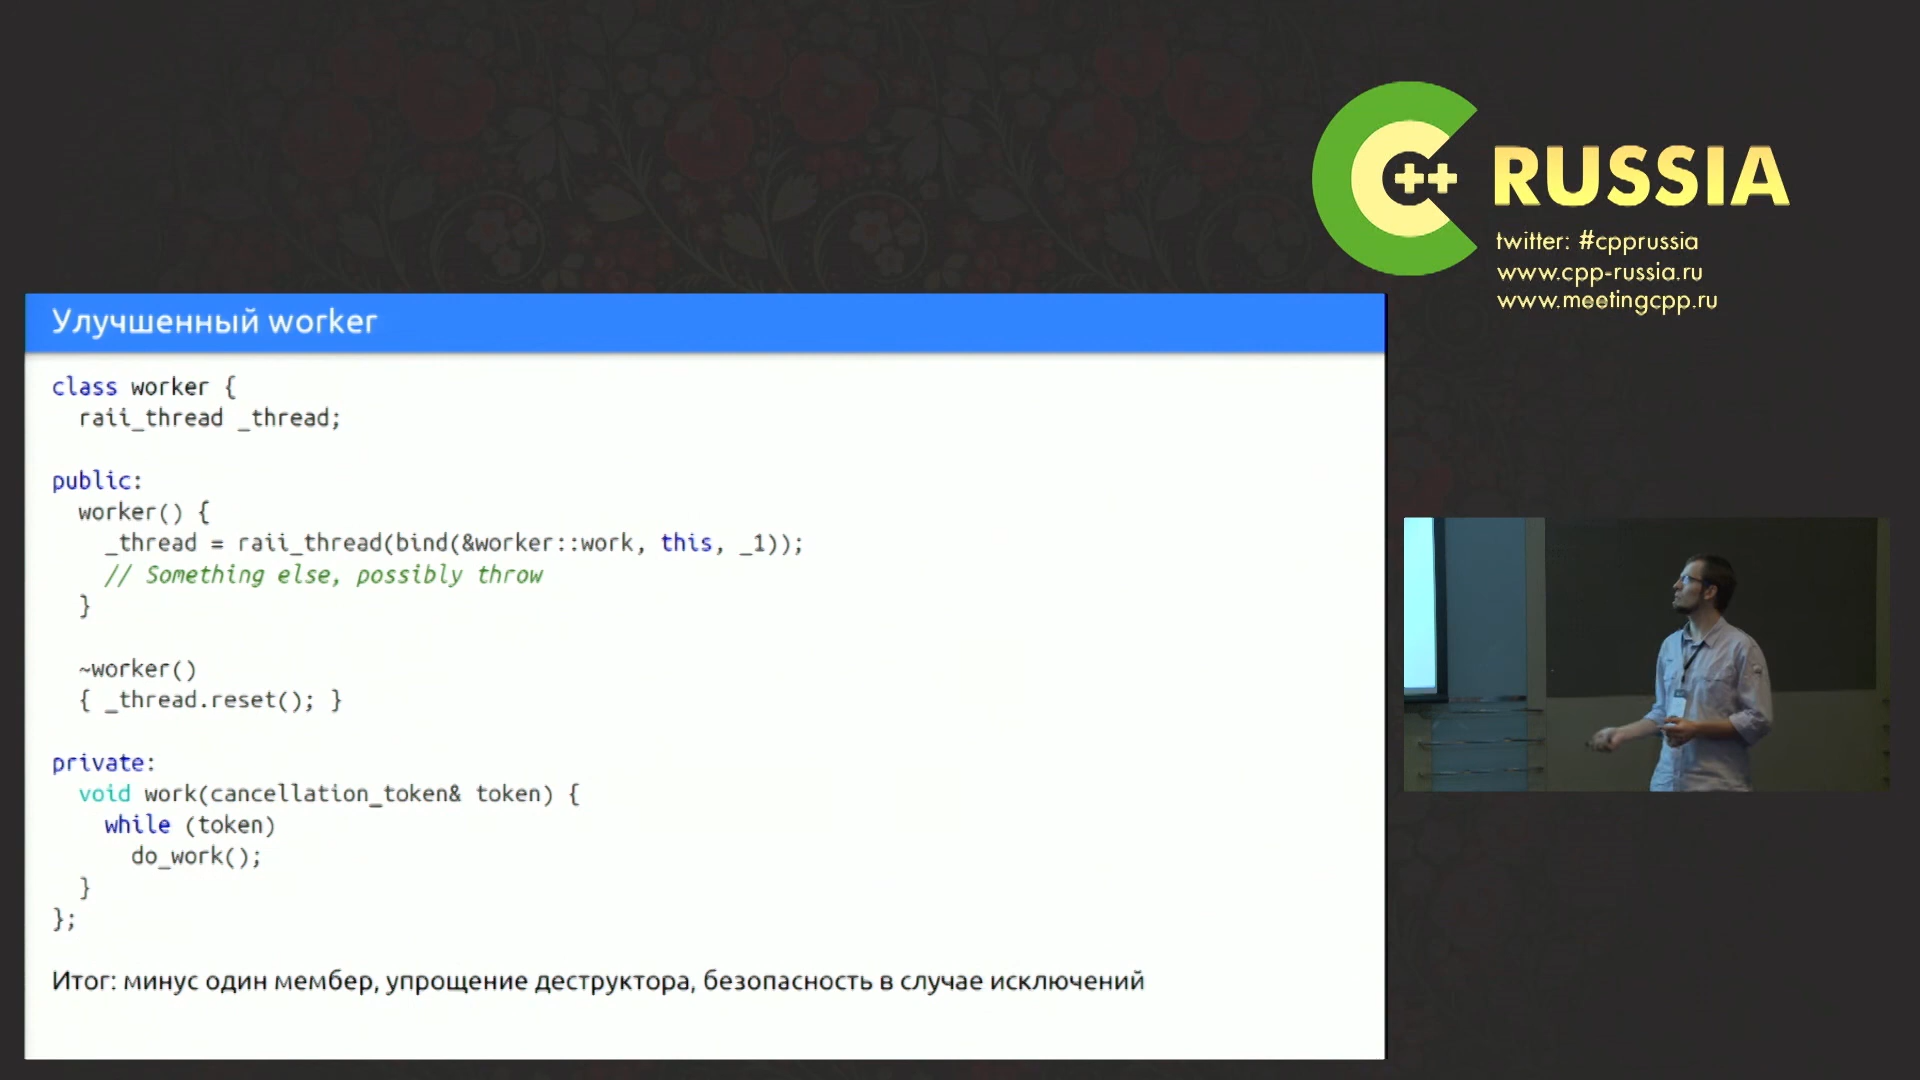 ++ RUSSIA
twitter: #cpprussia
www.cpp-russia.ru
www.meetingcpp.ru
Улучшенный worker
class worker {
raii_thread _thread;
public:
worker() {
_thread = raii_thread(bind(&worker::work, this, _1));
// Something else, possibly throw
}
~worker()
{ _thread.reset(); }
private:
void work(cancellation_token& token) {
while (token)
do_work();
}
};
Итог: минус один мембер, упрощение деструктора, безопасность в случае исключений